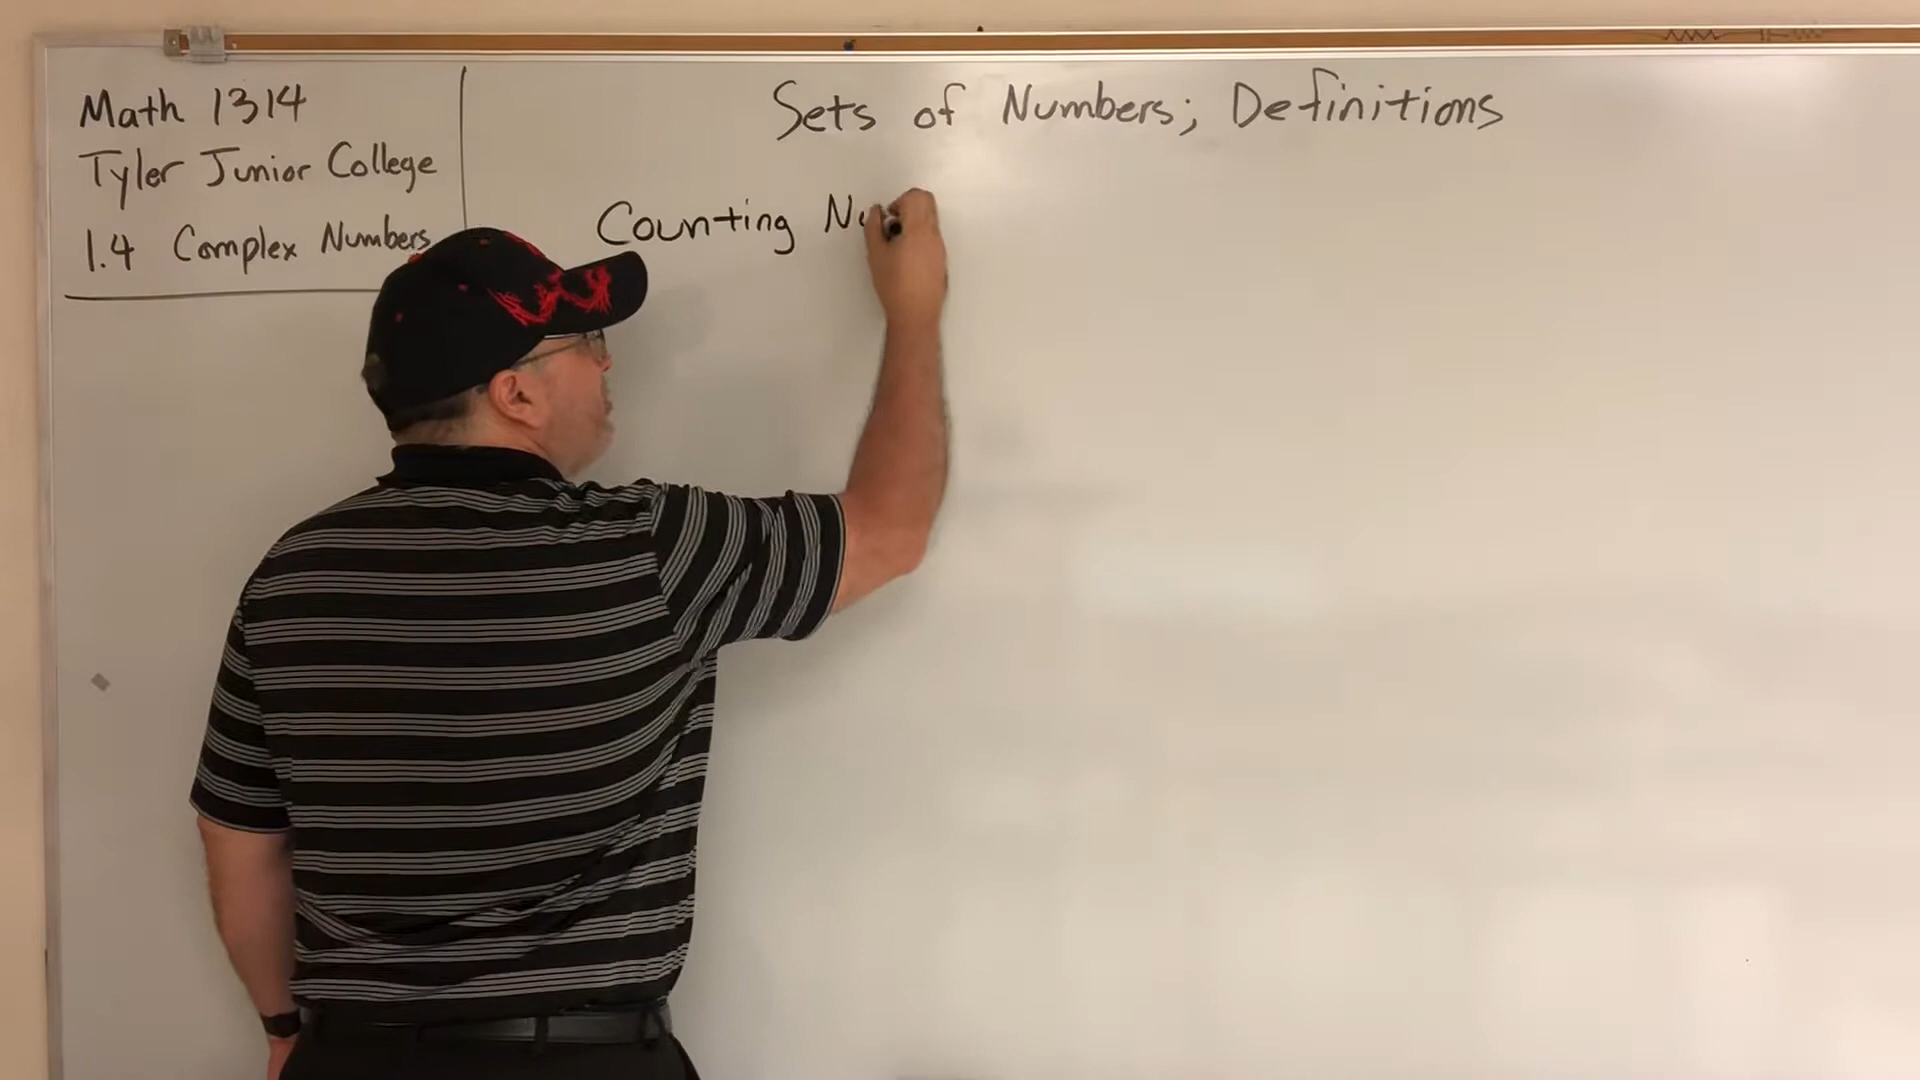 Math 1314
Tyler Junior College
1.4 Complex Numbers
Sets of Numbers; Definitions
Counting